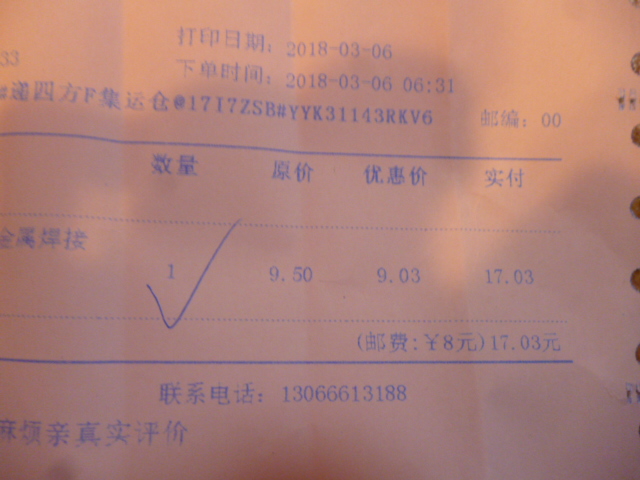 打印日期: 2018-03-06
33
下单时间: 2018-03-06 06:31
#递四方F集运仓@17I7ZSB#YYK31143RKV6 邮编: 00
数量 原价 优惠价 实付
金属焊接
1 9.50 9.03 17.03
(邮费:¥8元)17.03元
联系电话: 13066613188
麻烦亲真实评价